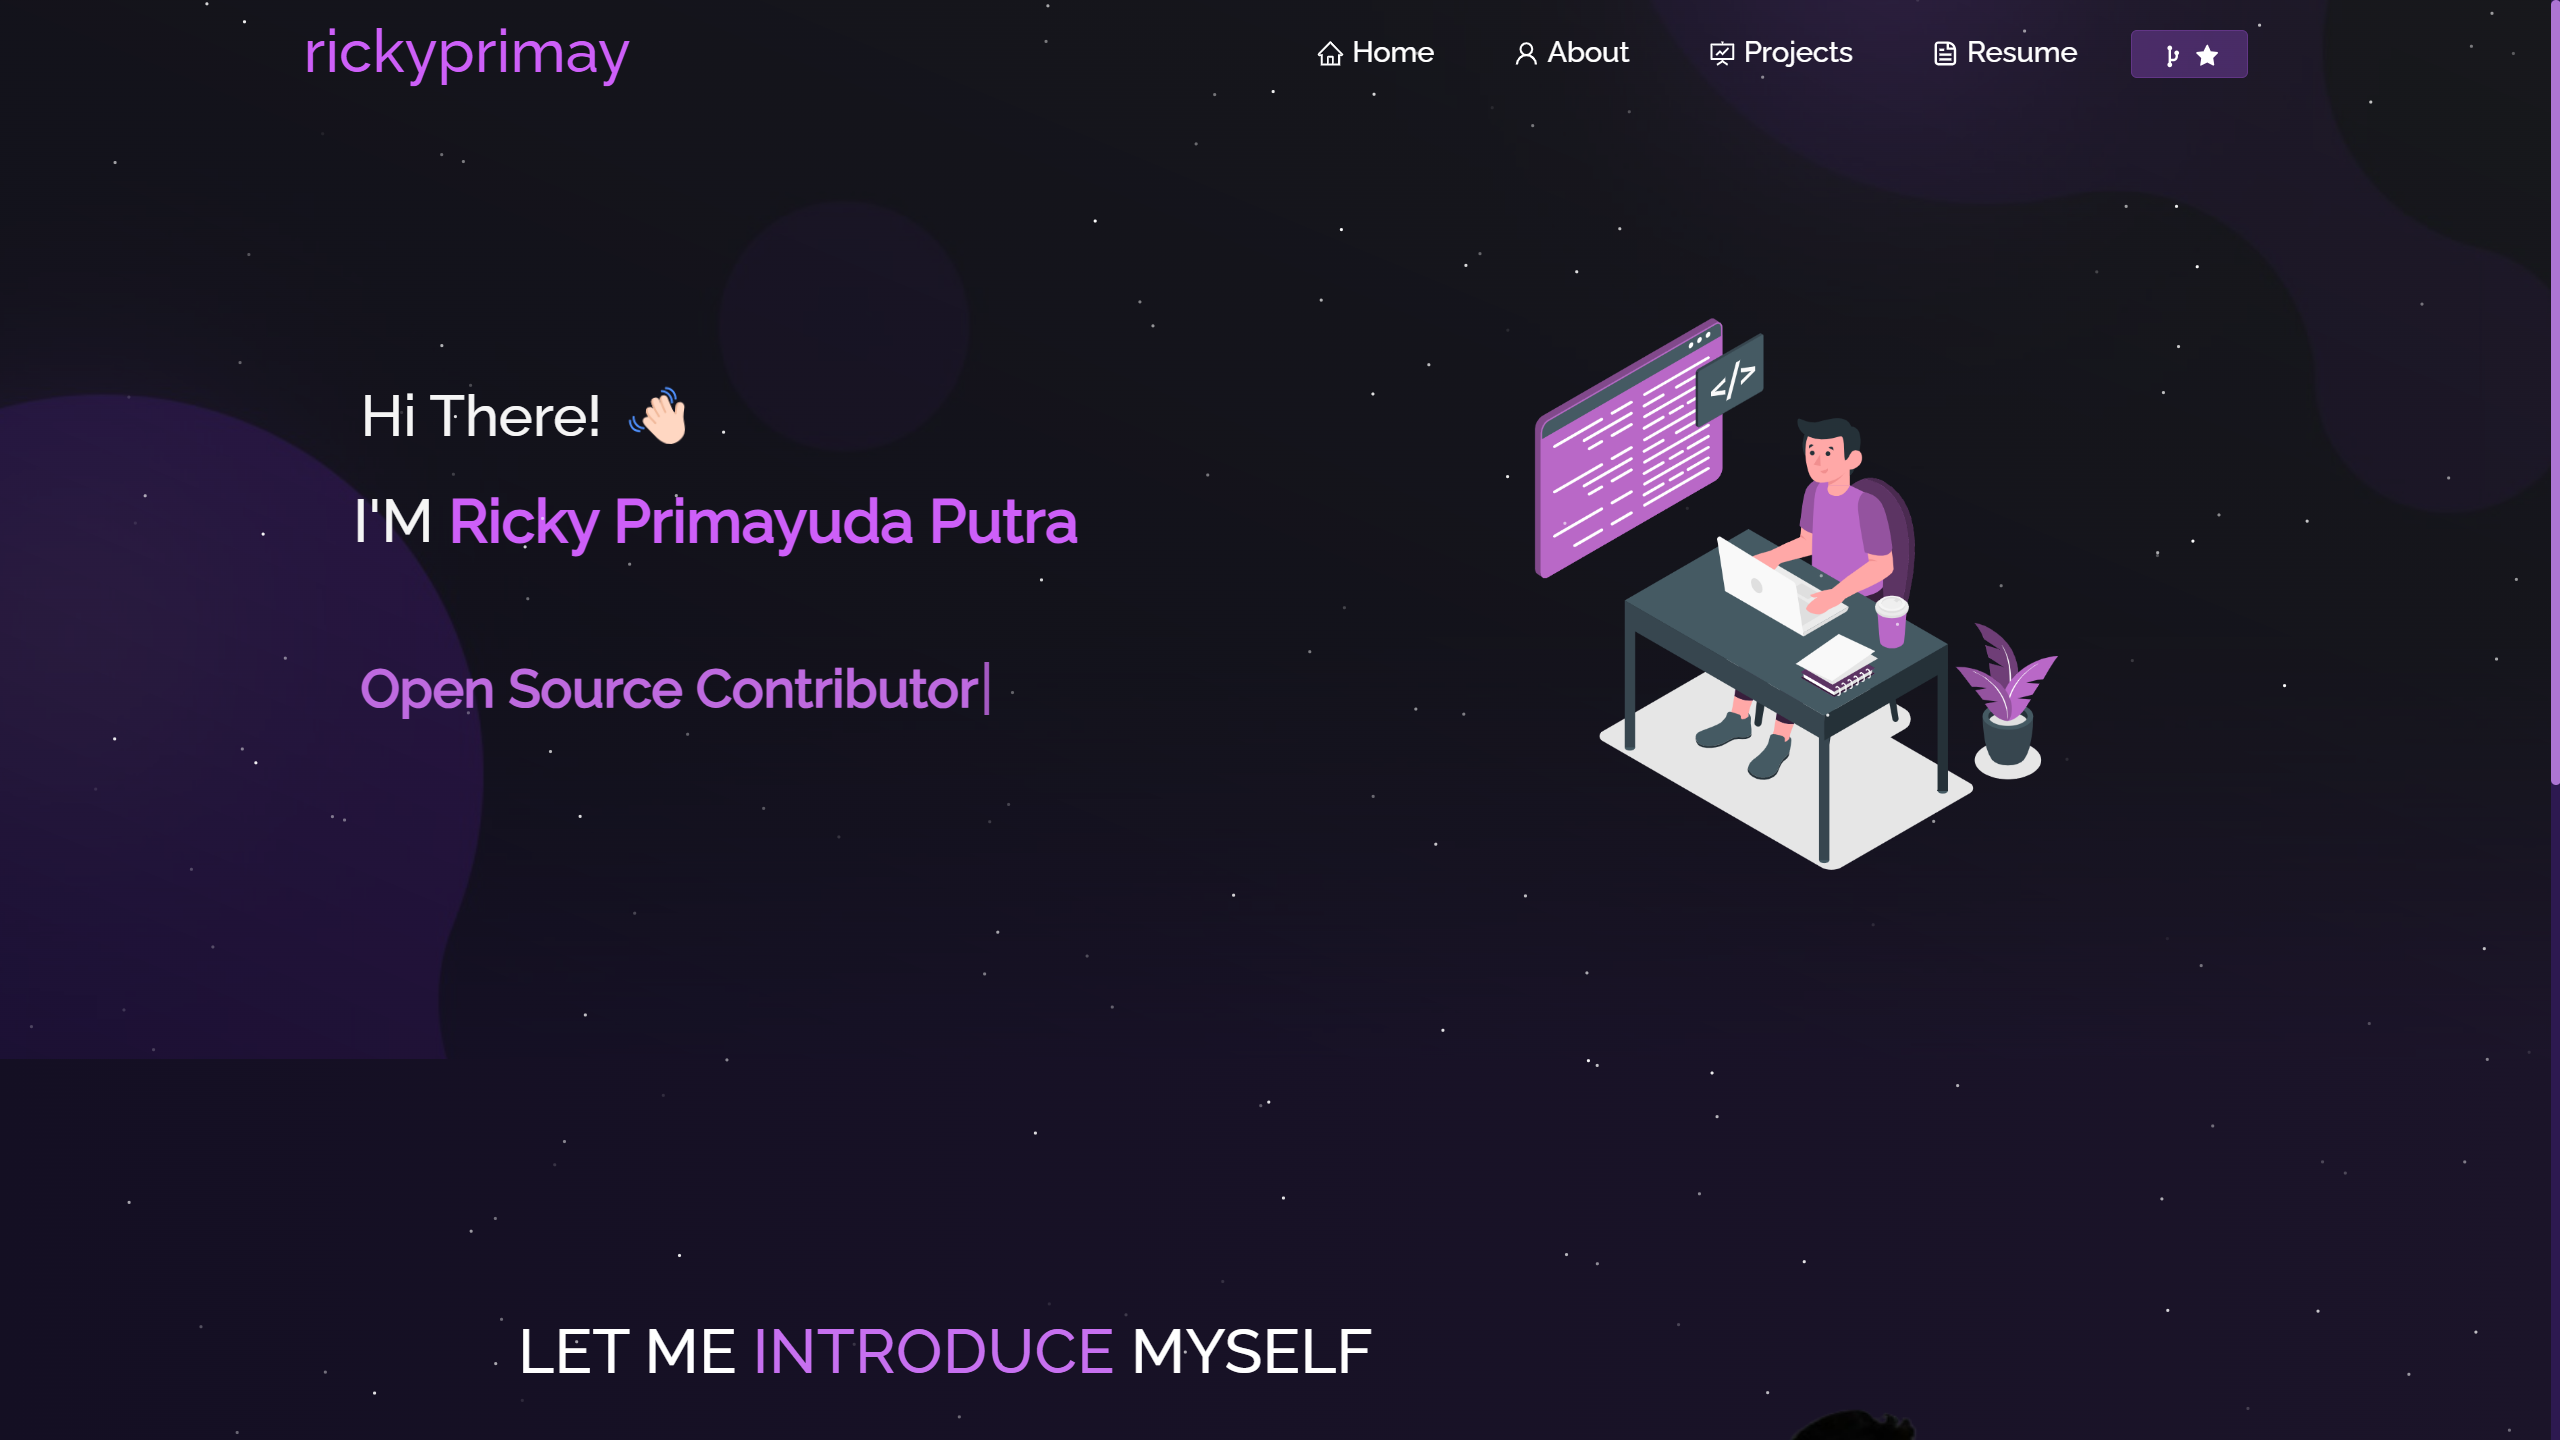 rickyprimay
Home About Projects Resume
Hi There! 👋🏻
I'M Ricky Primayuda Putra
</>
Open Source Contributor|
LET ME INTRODUCE MYSELF